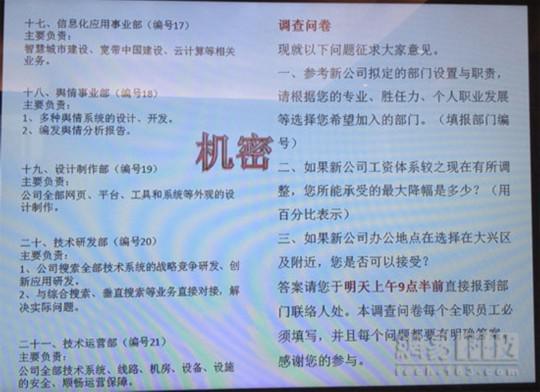 十七、信息化应用事业部（编号17）
主要负责：
智慧城市建设、宽带中国建设、云计算等相关
业务。
十八、舆情事业部（编号18）
主要负责：
1、多种舆情系统的设计、开发。
2、编发舆情分析报告。
十九、设计制作部（编号19）
主要负责：
公司全部网页、平台、工具和系统等外观的设
计制作。
二十、技术研发部（编号20）
主要负责：
1、公司搜索全部技术系统的战略竞争研发、创
新应用研发。
2、与综合搜索、垂直搜索等业务直接对接，解
决实际问题。
二十一、技术运营部（编号21）
主要负责：
公司全部技术系统、线路、机房、设备、设施
的安全、顺畅运营保障。
机密
调查问卷
现就以下问题征求大家意见。
一、参考新公司拟定的部门设置与职责，
请根据您的专业、胜任力、个人职业发展
等选择您希望加入的部门。（填报部门编
号）
二、如果新公司工资体系较之现在有所调
整，您所能承受的最大降幅是多少？（用
百分比表示）
三、如果新公司办公地点在选择在大兴区
及附近，您是否可以接受？
答案请您于明天上午9点半前直接报到部
门联络人处。本调查问卷每个全职员工必
须填写，并且每个问题都要有明确答案。
感谢您的参与。
tech.163.com